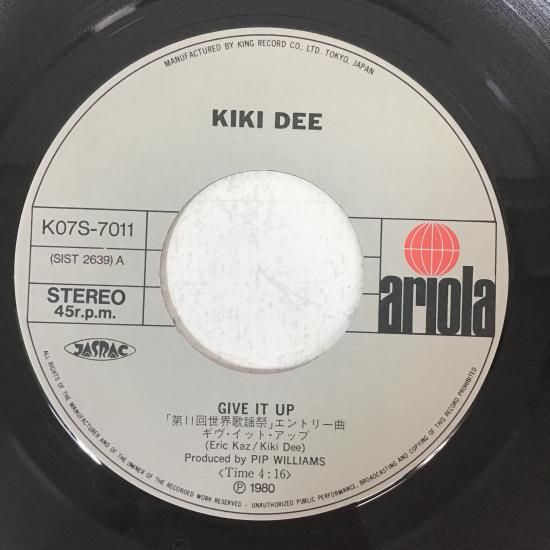 MANUFACTURED BY KING RECORD CO., LTD. TOKYO, JAPAN
KIKI DEE
K07S-7011
(SIST 2639) A
STEREO
45r.p.m.
JASRAC
ariola
GIVE IT UP
「第11回世界歌謡祭」エントリー曲
ギヴ・イット・アップ
(Eric Kaz/Kiki Dee)
Produced by PIP WILLIAMS
〈Time 4:16〉
Ⓟ 1980
ALL RIGHTS OF THE MANUFACTURER AND OF THE OWNER OF THE RECORDED WORK RESERVED - UNAUTHORIZED PUBLIC PERFORMANCE, BROADCASTING AND COPYING OF THIS RECORD PROHIBITED